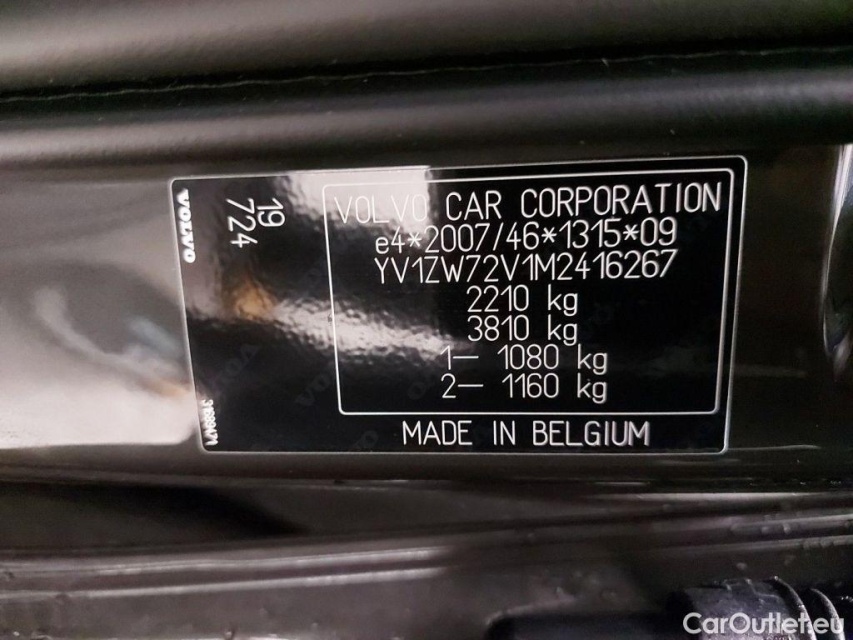 VOLVO
19
724
VOLVO CAR CORPORATION
e4*2007/46*1315*09
YV1ZW72V1M2416267
2210 kg
3810 kg
1– 1080 kg
2– 1160 kg
MADE IN BELGIUM
CarOutlet.eu